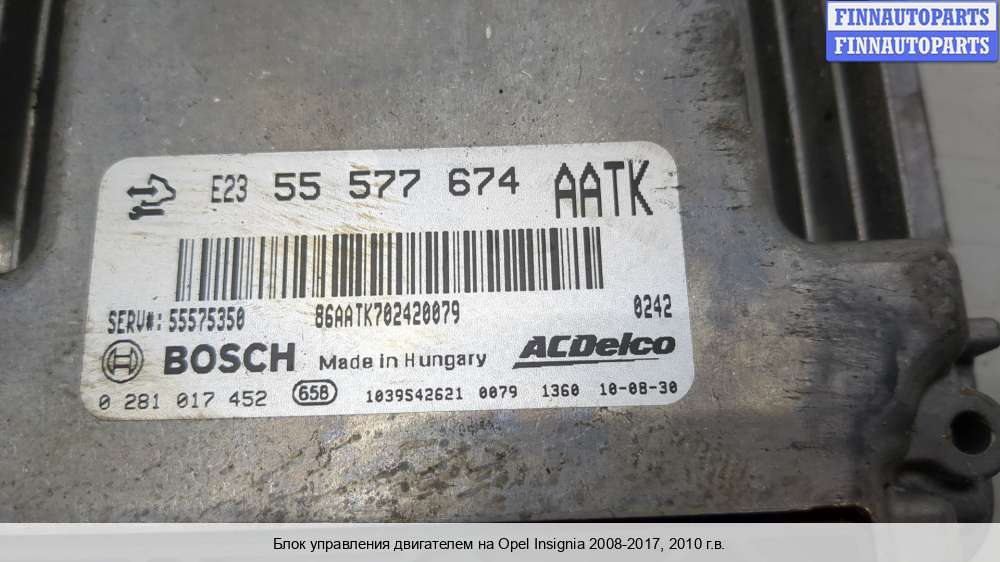 FINNAUTOPARTS
FINNAUTOPARTS
E23 55 577 674 AATK
SERV#: 55575350 86AATK702420079 0242
BOSCH Made in Hungary ACDelco
0 281 017 452 658 1039S42621 0079 1360 10-08-30
Блок управления двигателем на Opel Insignia 2008-2017, 2010 г.в.